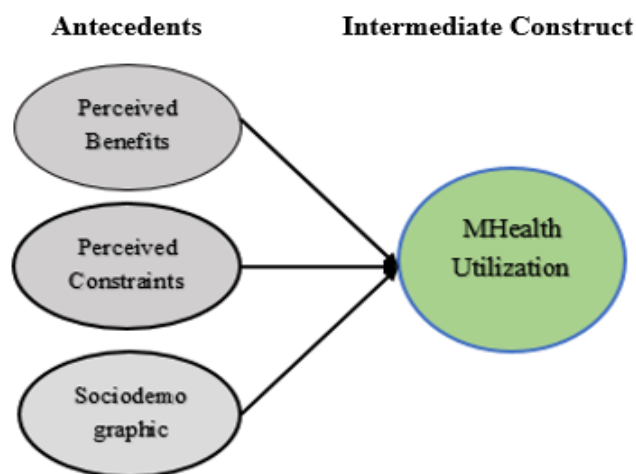 Antecedents
Intermediate Construct
Perceived
Benefits
Perceived
Constraints
Sociodemo
graphic
MHealth
Utilization